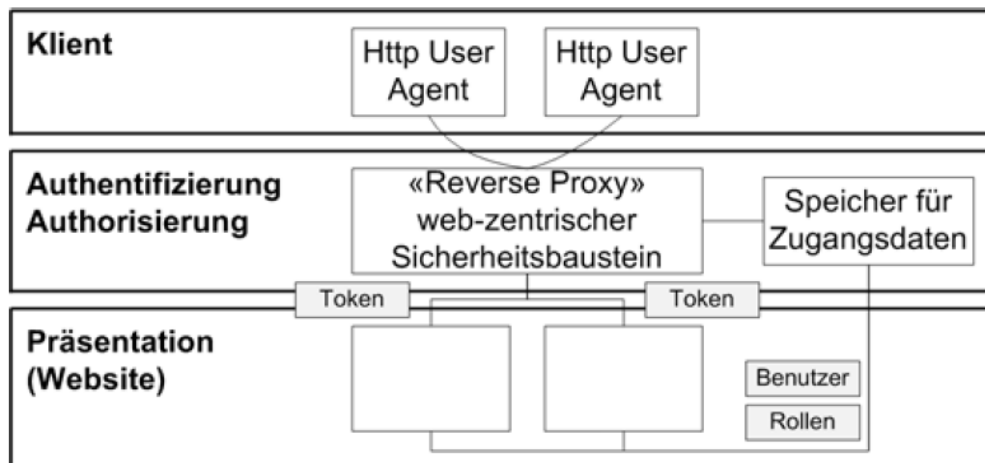 Klient
Http User
Agent
Http User
Agent
Authentifizierung
Authorisierung
«Reverse Proxy»
web-zentrischer
Sicherheitsbaustein
Speicher für
Zugangsdaten
Token
Token
Präsentation
(Website)
Benutzer
Rollen